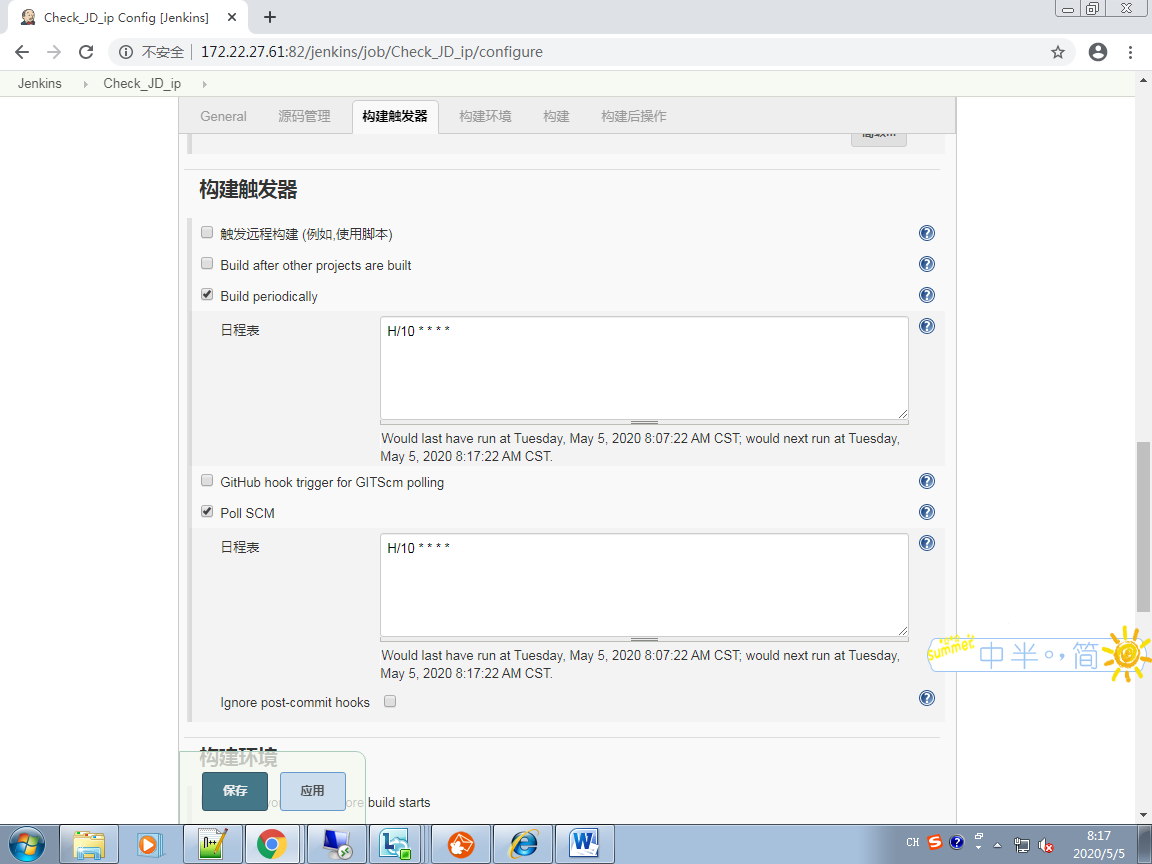 Check_JD_ip Config [Jenkins]
不安全 172.22.27.61:82/jenkins/job/Check_JD_ip/configure
Jenkins Check_JD_ip
General 源码管理 构建触发器 构建环境 构建 构建后操作
构建触发器
触发远程构建 (例如,使用脚本)
Build after other projects are built
Build periodically
日程表 H/10 * * * *
Would last have run at Tuesday, May 5, 2020 8:07:22 AM CST; would next run at Tuesday,
May 5, 2020 8:17:22 AM CST.
GitHub hook trigger for GITScm polling
Poll SCM
日程表 H/10 * * * *
summer 中 半 。, 简
Would last have run at Tuesday, May 5, 2020 8:07:22 AM CST; would next run at Tuesday,
May 5, 2020 8:17:22 AM CST.
Ignore post-commit hooks
构建环境
保存 应用
build starts
CH 8:17
2020/5/5